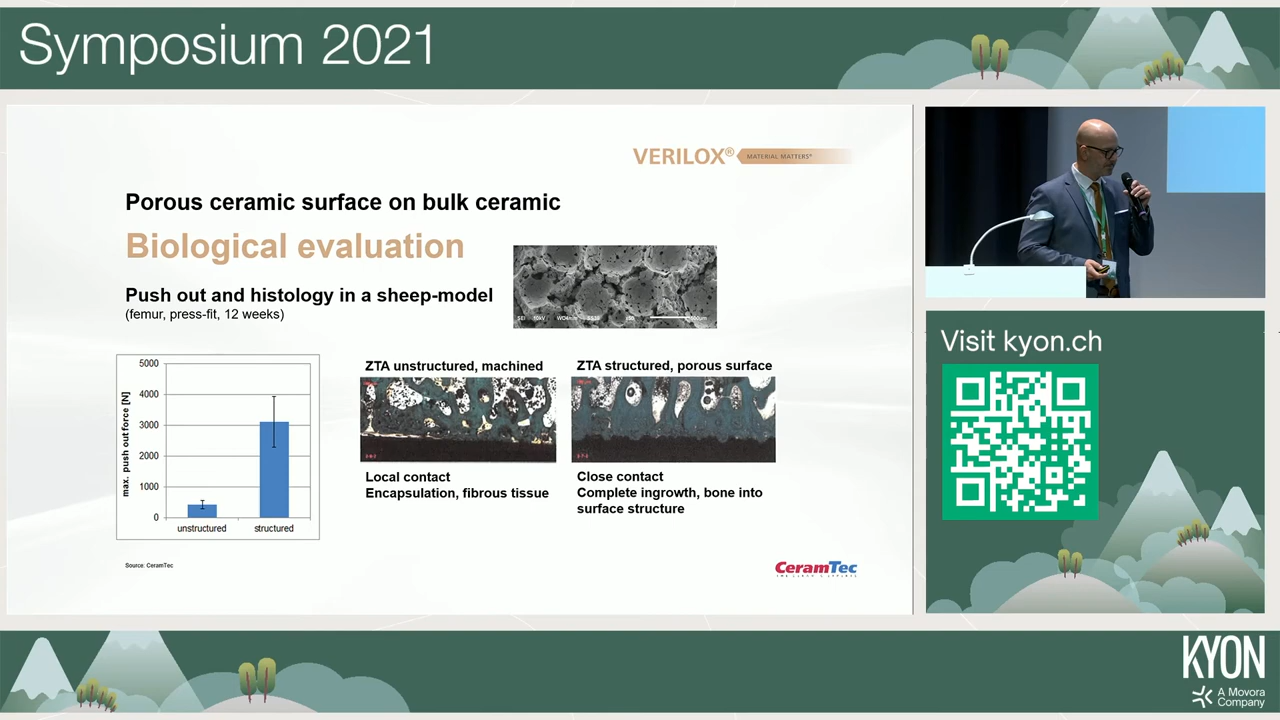 Symposium 2021
VERILOX® MATERIAL MATTERS®
Porous ceramic surface on bulk ceramic
Biological evaluation
Push out and histology in a sheep-model
(femur, press-fit, 12 weeks)
SEI 10kV
max. push out force [N]
5000
4000
3000
2000
1000
0
unstructured structured
ZTA unstructured, machined
Local contact
Encapsulation, fibrous tissue
ZTA structured, porous surface
Close contact
Complete ingrowth, bone into
surface structure
Source: CeramTec
CeramTec
Visit kyon.ch
KYON
A Movora
Company